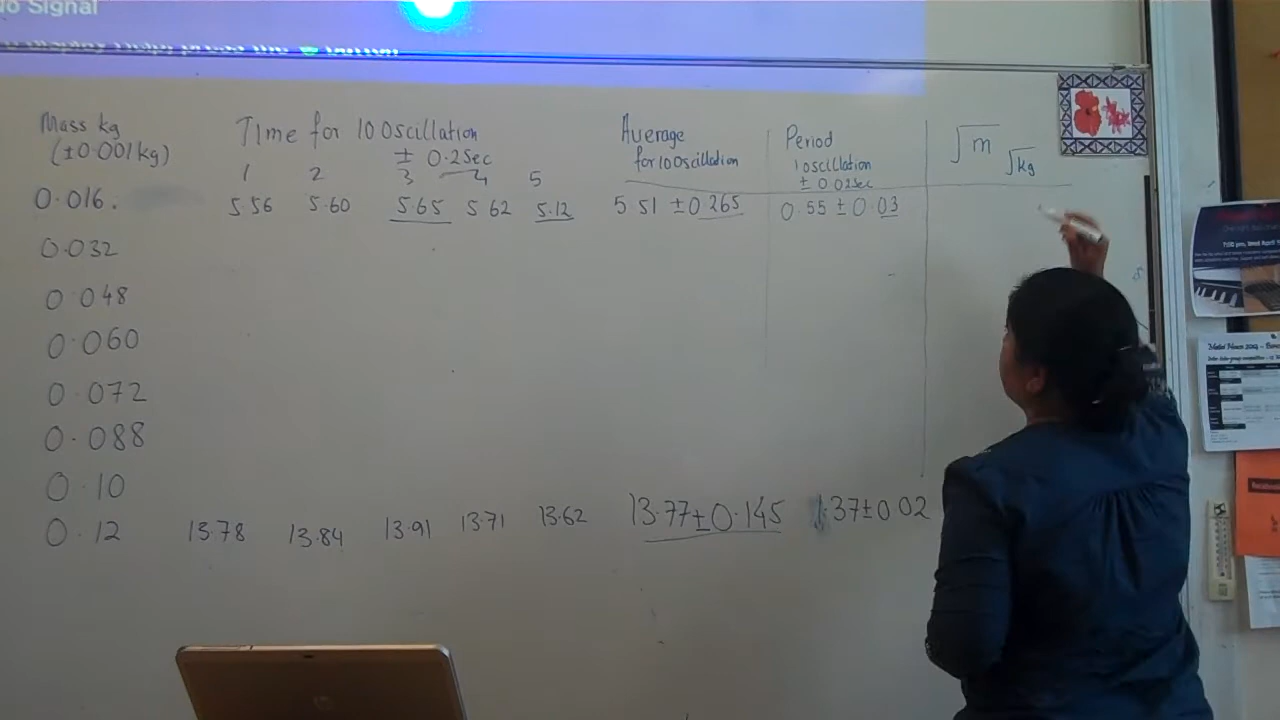 No Signal
Mass kg
(±0.001kg)
Time for 10 Oscillation
± 0.2Sec
1 2 3 4 5
Average
for 10 Oscillation
Period
1 oscillation
± 0.02sec
√m
√kg
0.016. 5.56 5.60 5.65 5.62 5.12 5 51 ±0.265 0.55 ± 0.03
0.032
0.048
0.060
0.072
0.088
0.10
0.12 13.78 13.84 13.91 13.71 13.62 13.77±0.145 1.37±0.02